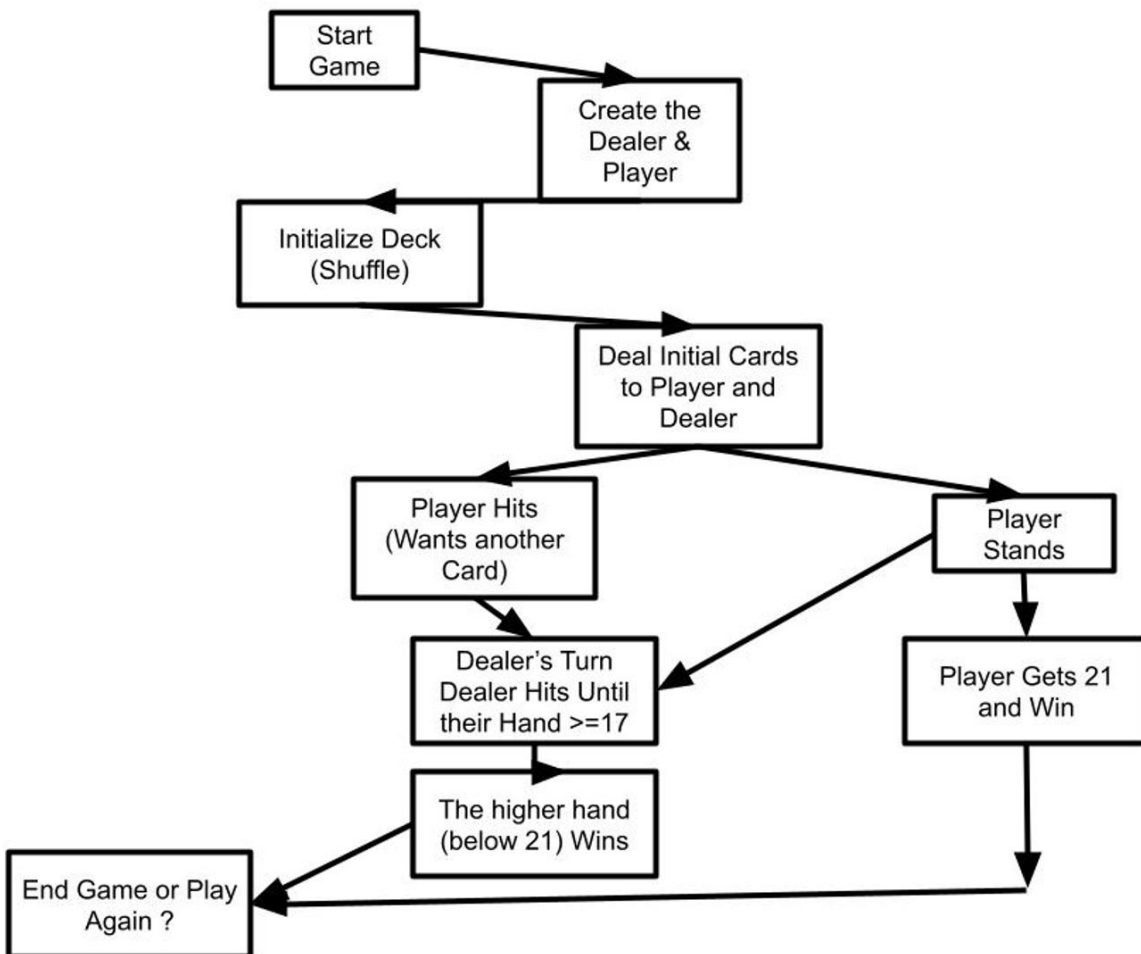 Start
Game
Create the
Dealer &
Player
Initialize Deck
(Shuffle)
Deal Initial Cards
to Player and
Dealer
Player Hits
(Wants another
Card)
Player
Stands
Dealer’s Turn
Dealer Hits Until
their Hand >=17
Player Gets 21
and Win
The higher hand
(below 21) Wins
End Game or Play
Again ?